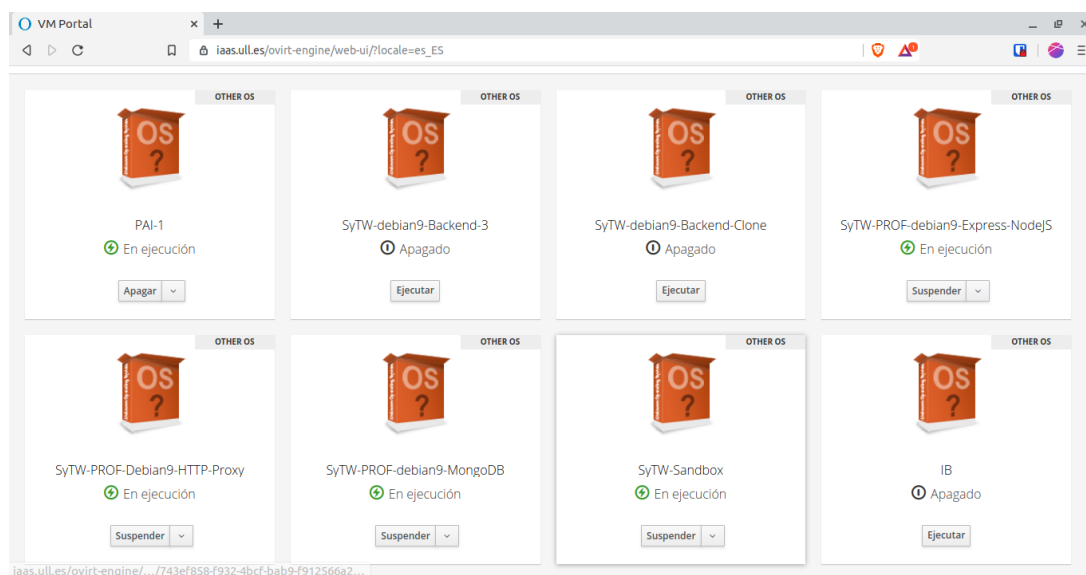 VM Portal
iaas.ull.es/ovirt-engine/web-ui/?locale=es_ES
1
OTHER OS
OTHER OS
OTHER OS
OTHER OS
OS
?
OS
?
OS
?
OS
?
PAI-1
SyTW-debian9-Backend-3
SyTW-debian9-Backend-Clone
SyTW-PROF-debian9-Express-NodeJS
En ejecución
Apagado
Apagado
En ejecución
Apagar
Ejecutar
Ejecutar
Suspender
OTHER OS
OTHER OS
OTHER OS
OTHER OS
OS
?
OS
?
OS
?
OS
?
SyTW-PROF-Debian9-HTTP-Proxy
SyTW-PROF-debian9-MongoDB
SyTW-Sandbox
IB
En ejecución
En ejecución
En ejecución
Apagado
Suspender
Suspender
Suspender
Ejecutar
iaas.ull.es/ovirt-engine/…/743ef858-f932-4bcf-bab9-f912566a2…